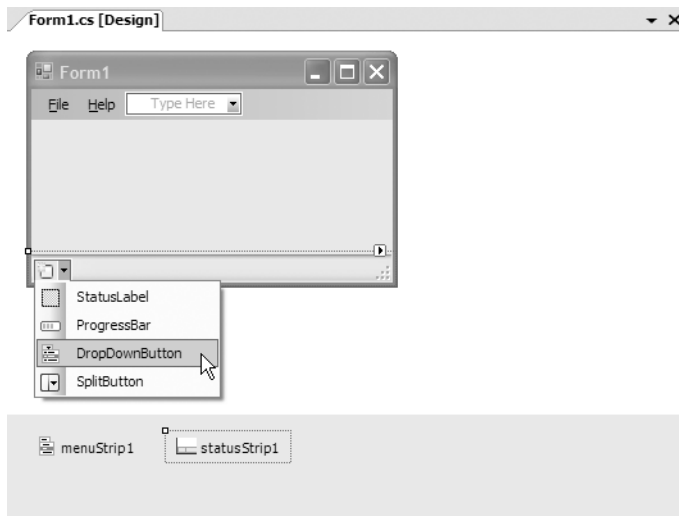 Form1.cs [Design]
Form1
File Help Type Here
StatusLabel
ProgressBar
DropDownButton
SplitButton
menuStrip1 statusStrip1